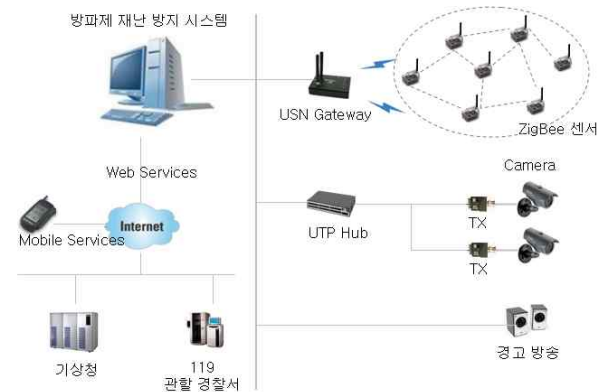 방파제 재난 방지 시스템
USN Gateway
ZigBee 센서
Web Services
Camera
Internet
Mobile Services
UTP Hub
TX
TX
기상청
119
관할 경찰서
경고 방송